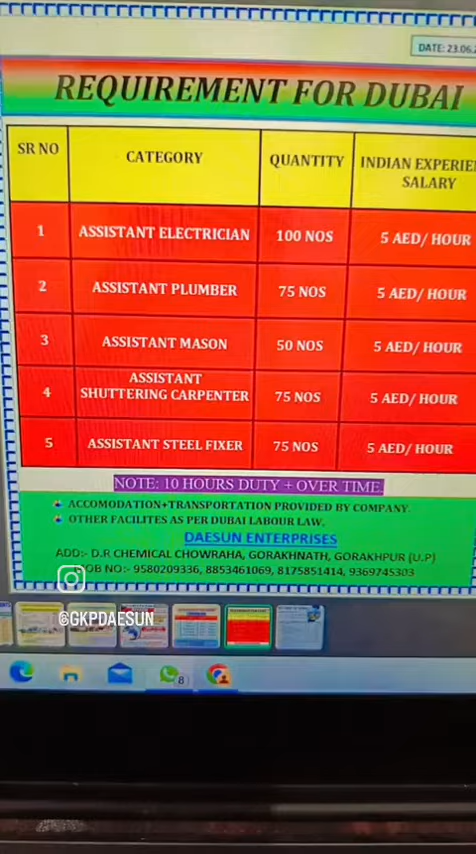 DATE: 23.06.2
REQUIREMENT FOR DUBAI
SR NO CATEGORY QUANTITY INDIAN EXPERIEN
SALARY
1 ASSISTANT ELECTRICIAN 100 NOS 5 AED/ HOUR
2 ASSISTANT PLUMBER 75 NOS 5 AED/ HOUR
3 ASSISTANT MASON 50 NOS 5 AED/ HOUR
4 ASSISTANT
SHUTTERING CARPENTER 75 NOS 5 AED/ HOUR
5 ASSISTANT STEEL FIXER 75 NOS 5 AED/ HOUR
NOTE: 10 HOURS DUTY + OVER TIME.
ACCOMODATION+TRANSPORTATION PROVIDED BY COMPANY.
OTHER FACILITES AS PER DUBAI LABOUR LAW.
DAESUN ENTERPRISES
ADD:- D.R CHEMICAL CHOWRAHA, GORAKHNATH, GORAKHPUR (U.P)
MOB NO:- 9580209336, 8853461069, 8175851414, 9369745303
@GKPDAESUN
8